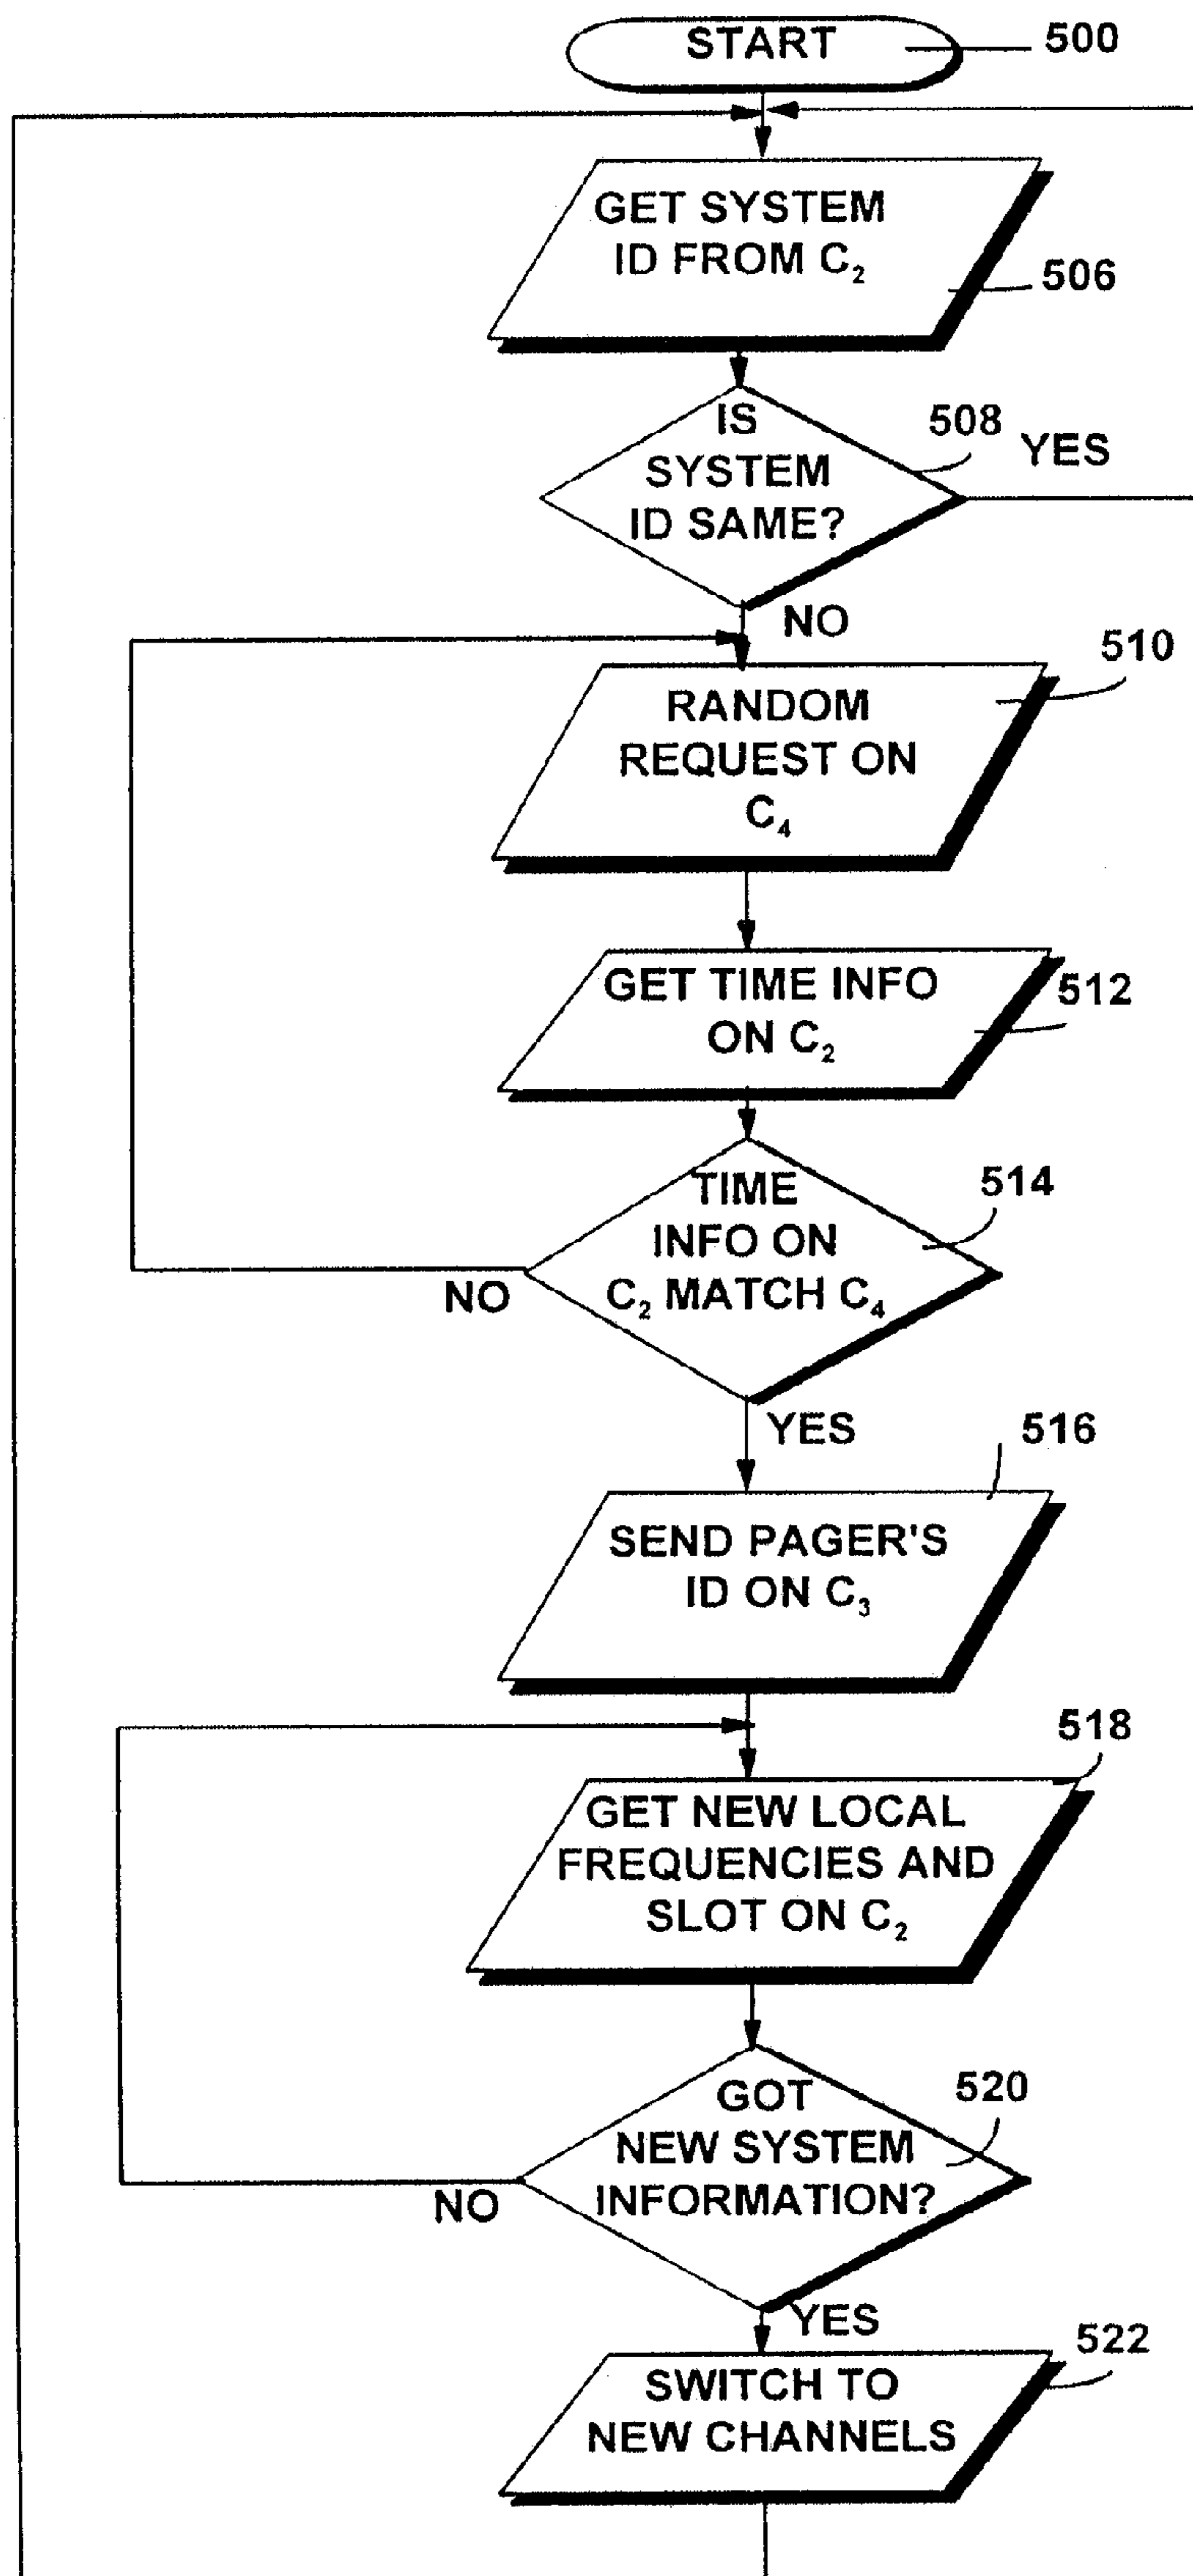 START
500
GET SYSTEM
ID FROM C₂
506
IS
SYSTEM
ID SAME?
508
YES
NO
510
RANDOM
REQUEST ON
C₄
GET TIME INFO
ON C₂
512
TIME
INFO ON
C₂ MATCH C₄
514
NO
YES
516
SEND PAGER'S
ID ON C₃
518
GET NEW LOCAL
FREQUENCIES AND
SLOT ON C₂
GOT
NEW SYSTEM
INFORMATION?
520
NO
YES
522
SWITCH TO
NEW CHANNELS